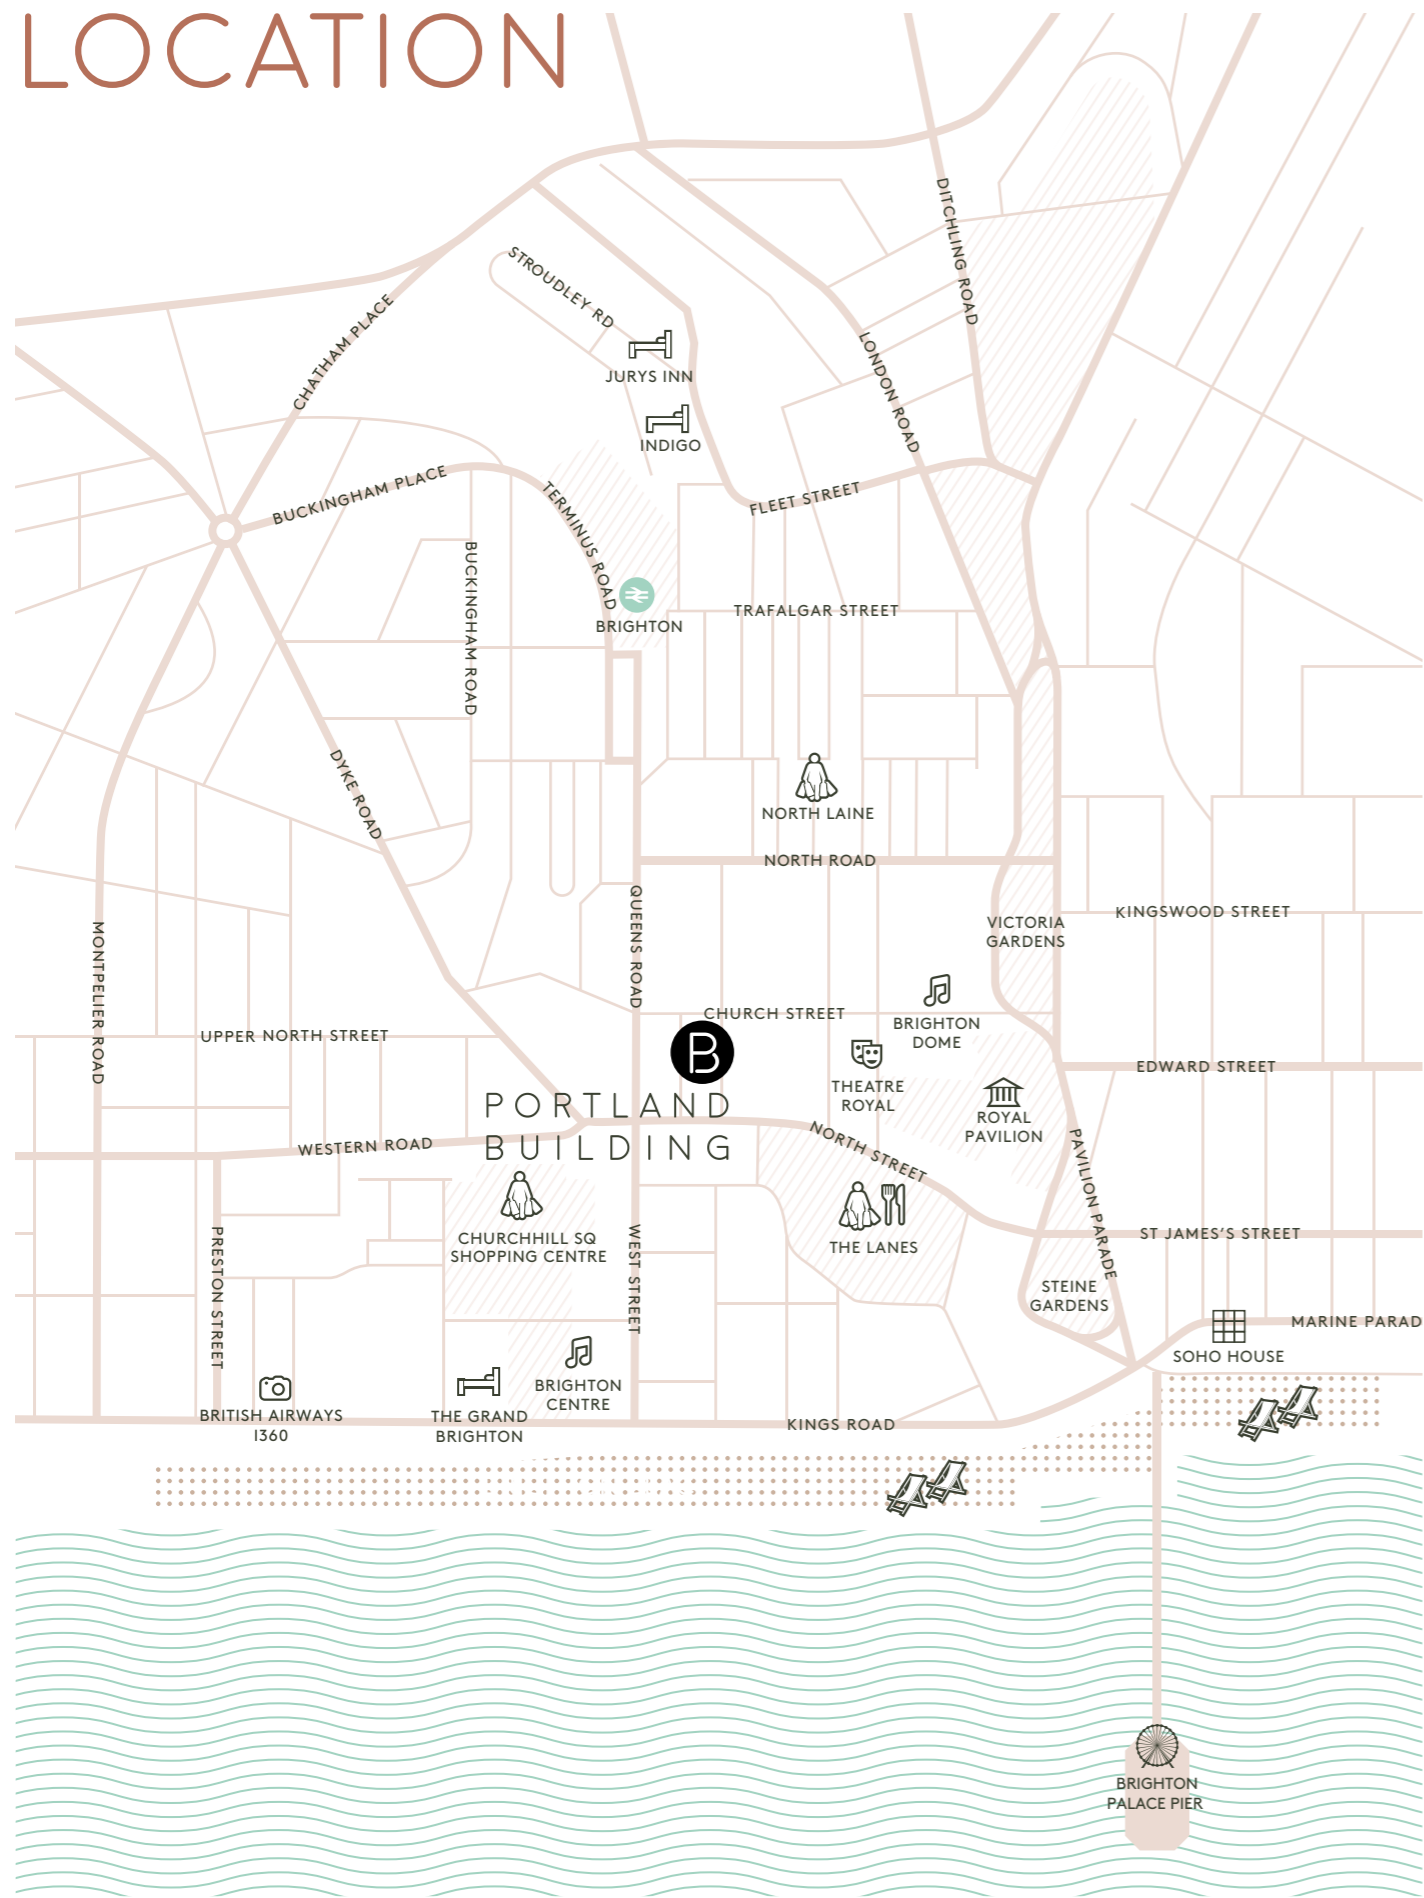 LOCATION
DITCHLING ROAD
STROUDLEY RD
CHATHAM PLACE
LONDON ROAD
JURYS INN
INDIGO
BUCKINGHAM PLACE
FLEET STREET
TERMINUS ROAD
BUCKINGHAM ROAD
BRIGHTON
TRAFALGAR STREET
DYKE ROAD
NORTH LAINE
NORTH ROAD
QUEENS ROAD
MONTPELIER ROAD
VICTORIA
GARDENS
KINGSWOOD STREET
CHURCH STREET
BRIGHTON
DOME
UPPER NORTH STREET
B
THEATRE
ROYAL
EDWARD STREET
PORTLAND
BUILDING
ROYAL
PAVILION
WESTERN ROAD
NORTH STREET
PAVILION PARADE
CHURCHHILL SQ
SHOPPING CENTRE
THE LANES
ST JAMES'S STREET
PRESTON STREET
WEST STREET
STEINE
GARDENS
MARINE PARAD
SOHO HOUSE
BRIGHTON
CENTRE
BRITISH AIRWAYS
I360
THE GRAND
BRIGHTON
KINGS ROAD
BRIGHTON
PALACE PIER